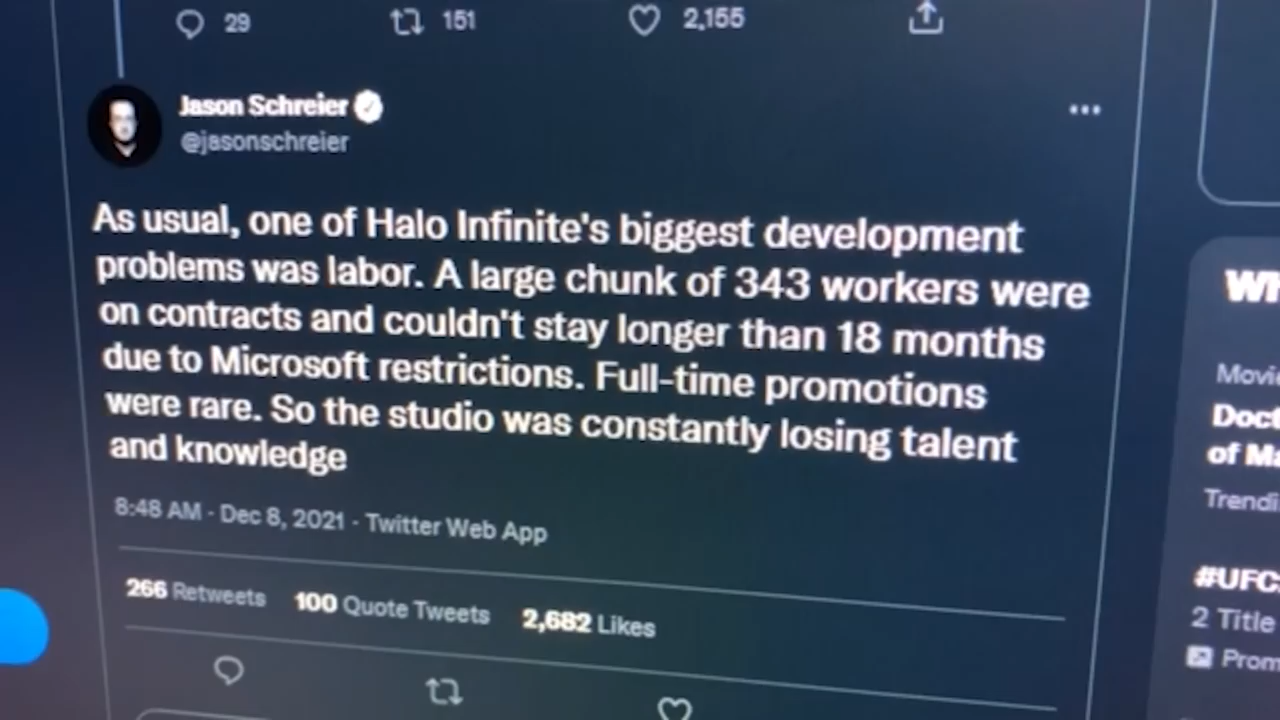 29 151 2,155
Jason Schreier
@jasonschreier
As usual, one of Halo Infinite's biggest development
problems was labor. A large chunk of 343 workers were
on contracts and couldn't stay longer than 18 months
due to Microsoft restrictions. Full-time promotions
were rare. So the studio was constantly losing talent
and knowledge
8:48 AM · Dec 8, 2021 · Twitter Web App
266 Retweets 100 Quote Tweets 2,682 Likes
Movie
of Ma
#UFC
2 Title